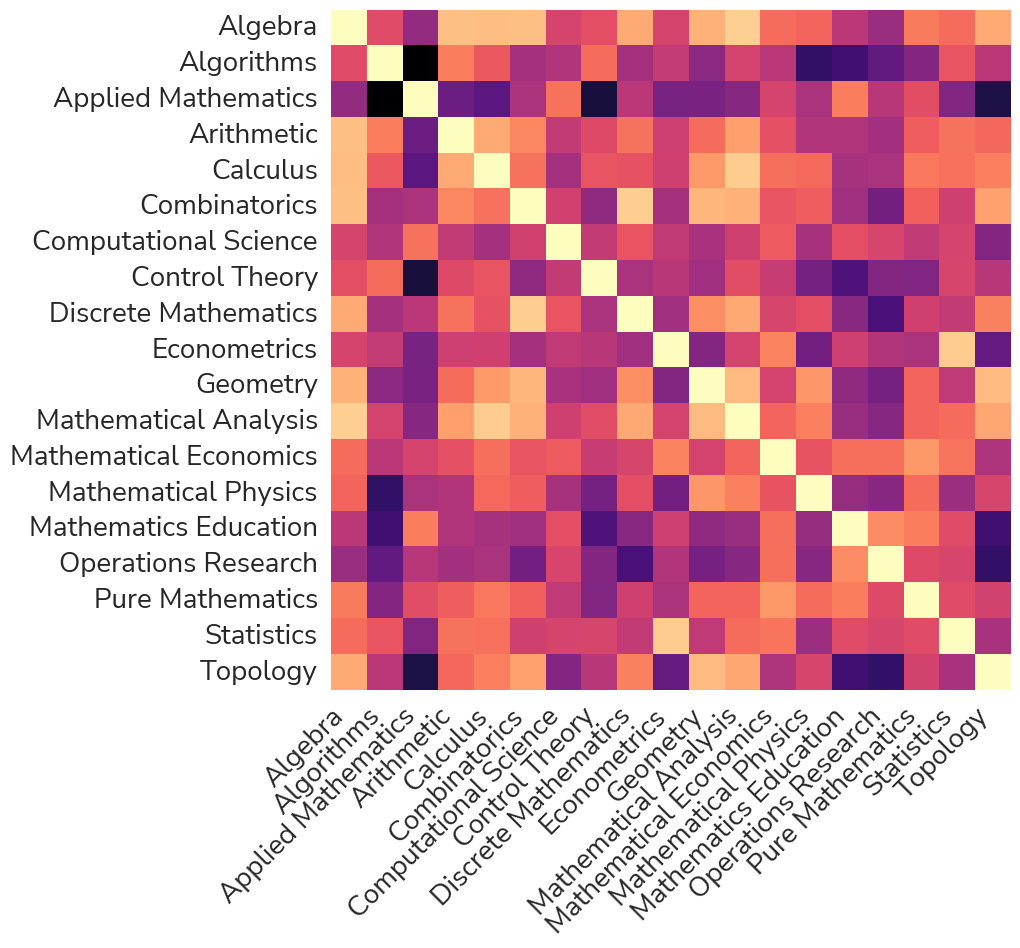 Algebra
Algorithms
Applied Mathematics
Arithmetic
Calculus
Combinatorics
Computational Science
Control Theory
Discrete Mathematics
Econometrics
Geometry
Mathematical Analysis
Mathematical Economics
Mathematical Physics
Mathematics Education
Operations Research
Pure Mathematics
Statistics
Topology
Algebra
Algorithms
Applied Mathematics
Arithmetic
Calculus
Combinatorics
Computational Science
Control Theory
Discrete Mathematics
Econometrics
Geometry
Mathematical Analysis
Mathematical Economics
Mathematical Physics
Mathematics Education
Operations Research
Pure Mathematics
Statistics
Topology